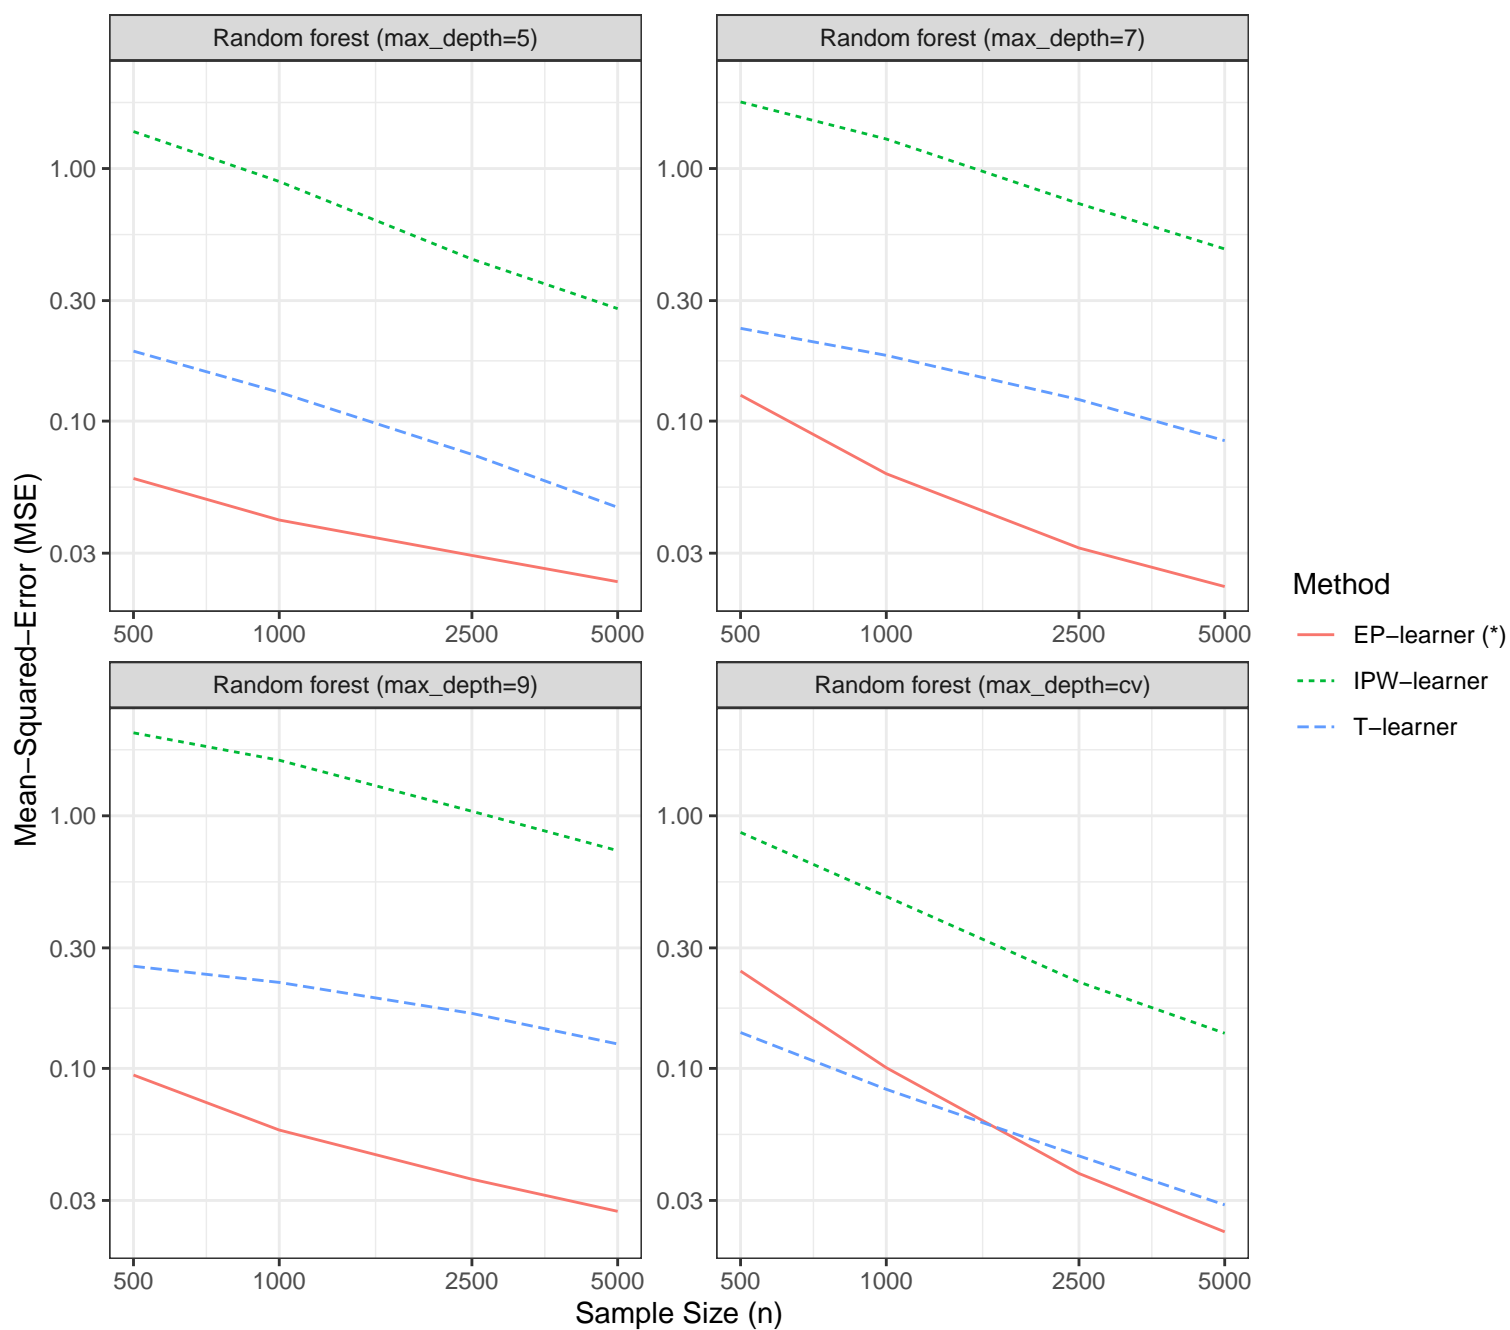 Random forest (max_depth=5)
Random forest (max_depth=7)
1.00
0.30
0.10
0.03
500 1000 2500 5000
1.00
0.30
0.10
0.03
500 1000 2500 5000
Random forest (max_depth=9)
Random forest (max_depth=cv)
1.00
0.30
0.10
0.03
500 1000 2500 5000
1.00
0.30
0.10
0.03
500 1000 2500 5000
Mean−Squared−Error (MSE)
Sample Size (n)
Method
EP−learner (*)
IPW−learner
T−learner